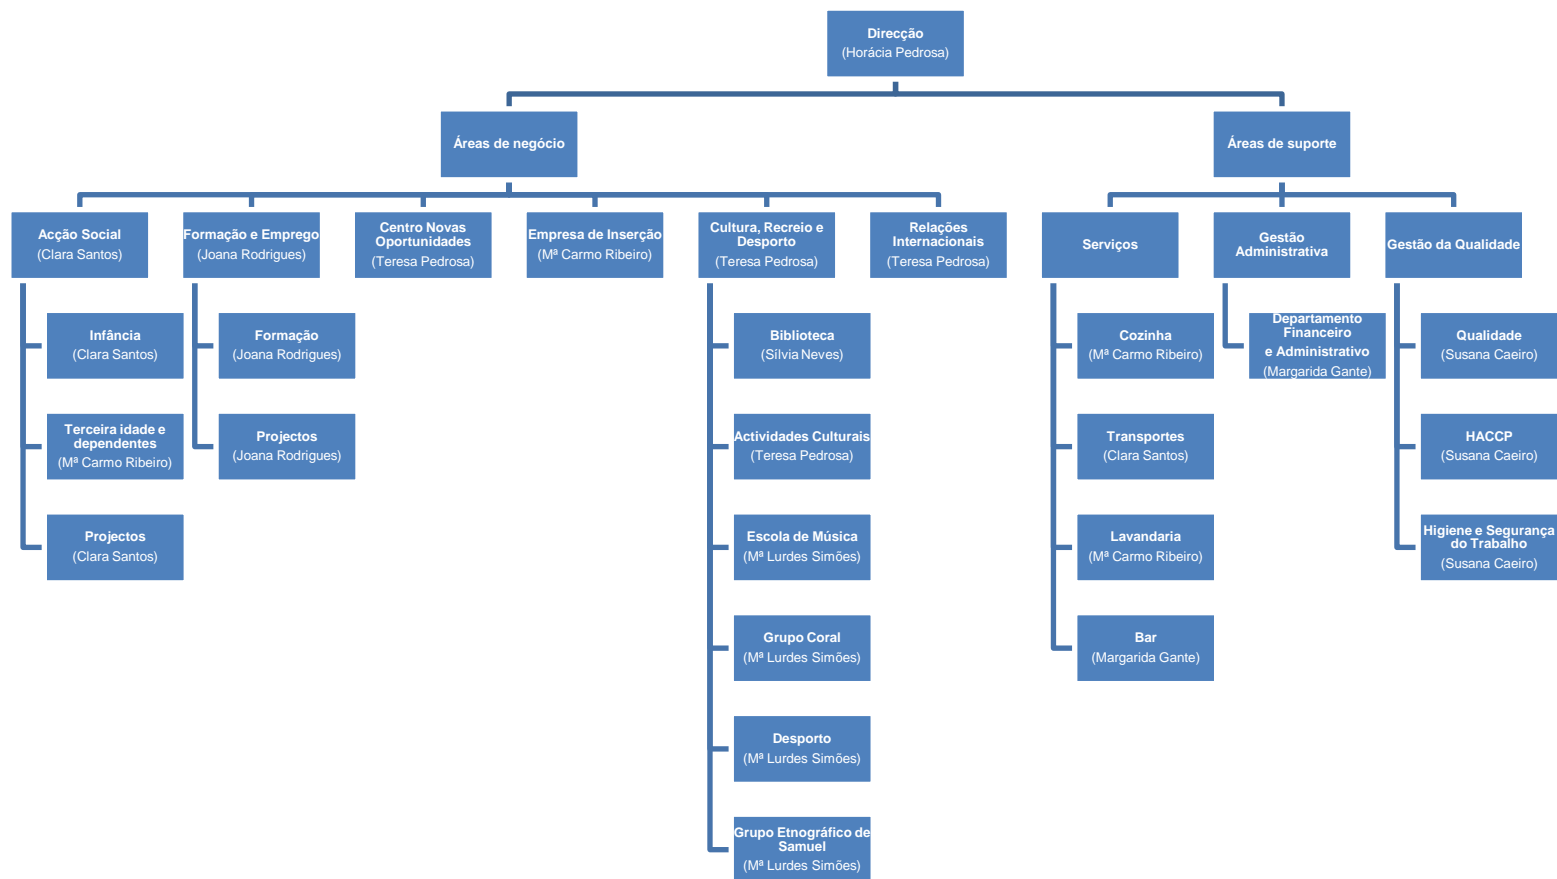 Direcção
(Horácia Pedrosa)
Áreas de negócio
Áreas de suporte
Acção Social
(Clara Santos)
Formação e Emprego
(Joana Rodrigues)
Centro Novas
Oportunidades
(Teresa Pedrosa)
Empresa de Inserção
(Mª Carmo Ribeiro)
Cultura, Recreio e
Desporto
(Teresa Pedrosa)
Relações
Internacionais
(Teresa Pedrosa)
Serviços
Gestão
Administrativa
Gestão da Qualidade
Infância
(Clara Santos)
Terceira idade e
dependentes
(Mª Carmo Ribeiro)
Projectos
(Clara Santos)
Formação
(Joana Rodrigues)
Projectos
(Joana Rodrigues)
Biblioteca
(Sílvia Neves)
Actividades Culturais
(Teresa Pedrosa)
Escola de Música
(Mª Lurdes Simões)
Grupo Coral
(Mª Lurdes Simões)
Desporto
(Mª Lurdes Simões)
Grupo Etnográfico de
Samuel
(Mª Lurdes Simões)
Cozinha
(Mª Carmo Ribeiro)
Transportes
(Clara Santos)
Lavandaria
(Mª Carmo Ribeiro)
Bar
(Margarida Gante)
Departamento
Financeiro
e Administrativo
(Margarida Gante)
Qualidade
(Susana Caeiro)
HACCP
(Susana Caeiro)
Higiene e Segurança
do Trabalho
(Susana Caeiro)